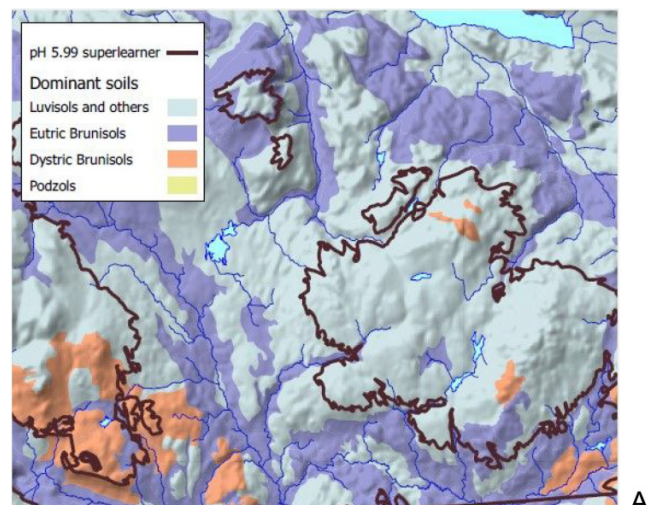 pH 5.99 superlearner
Dominant soils
Luvisols and others
Eutric Brunisols
Dystric Brunisols
Podzols
A